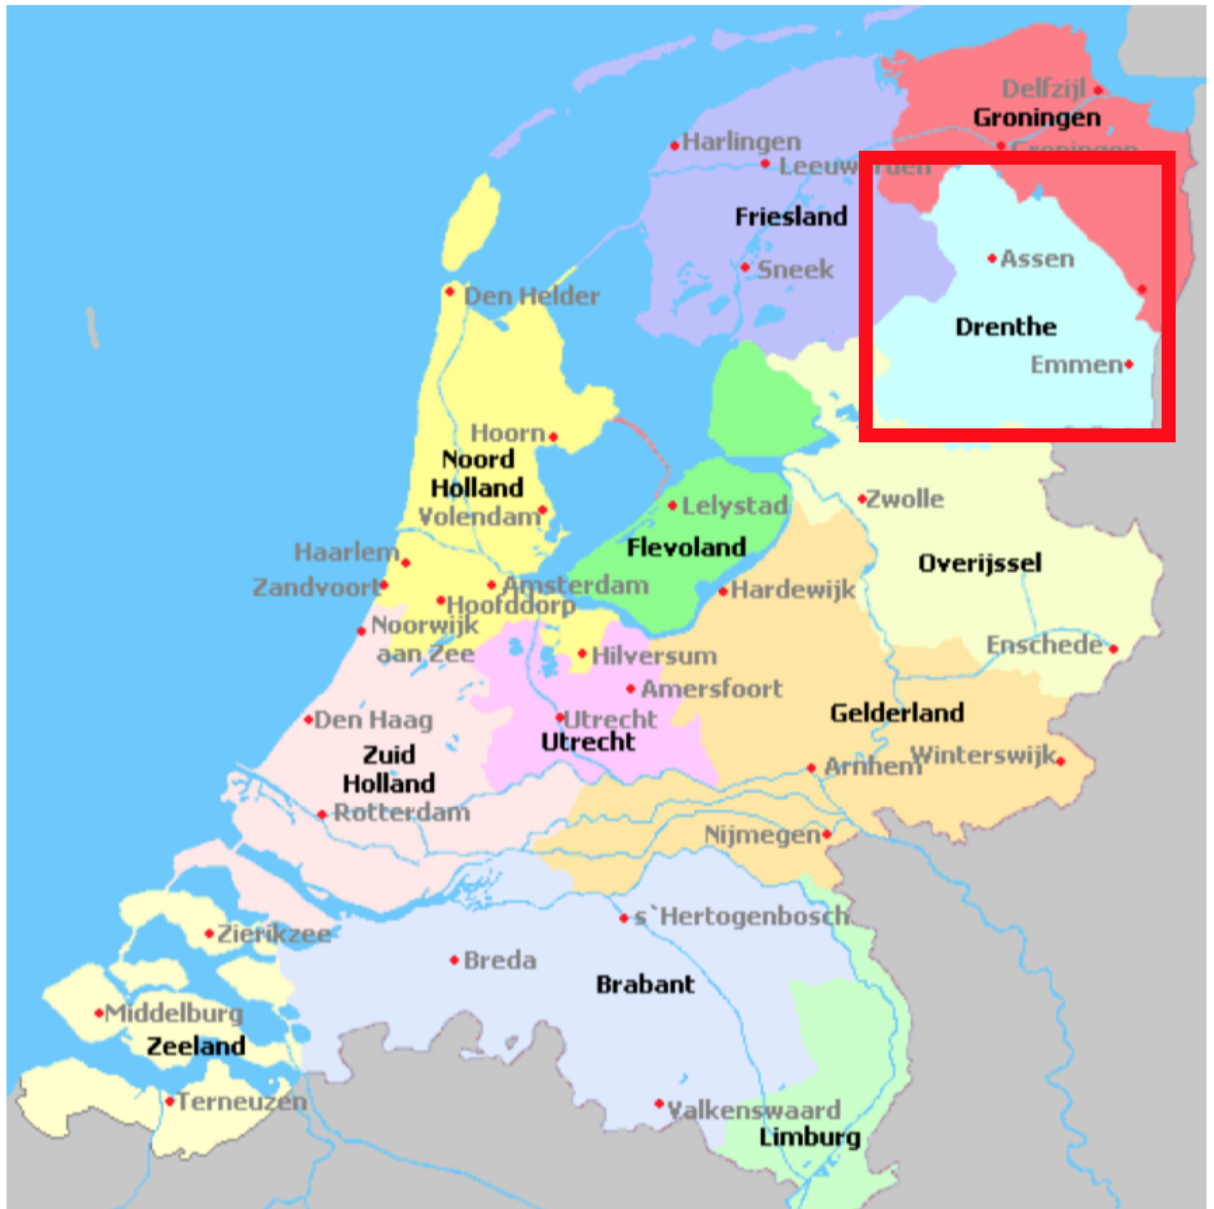 Delfzijl
Groningen
Harlingen
Groningen
Leeuwarden
Friesland
Assen
Sneek
Den Helder
Drenthe
Emmen
Hoorn
Noord
Holland
Volendam
Lelystad
Zwolle
Flevoland
Overijssel
Haarlem
Zandvoort
Amsterdam
Hardewijk
Hoofddorp
Noorwijk
aan Zee
Enschede
Hilversum
Amersfoort
Den Haag
Utrecht
Utrecht
Gelderland
Zuid
Holland
Winterswijk
Arnhem
Rotterdam
Nijmegen
s`Hertogenbosch
Zierikzee
Breda
Brabant
Middelburg
Zeeland
Terneuzen
Valkenswaard
Limburg